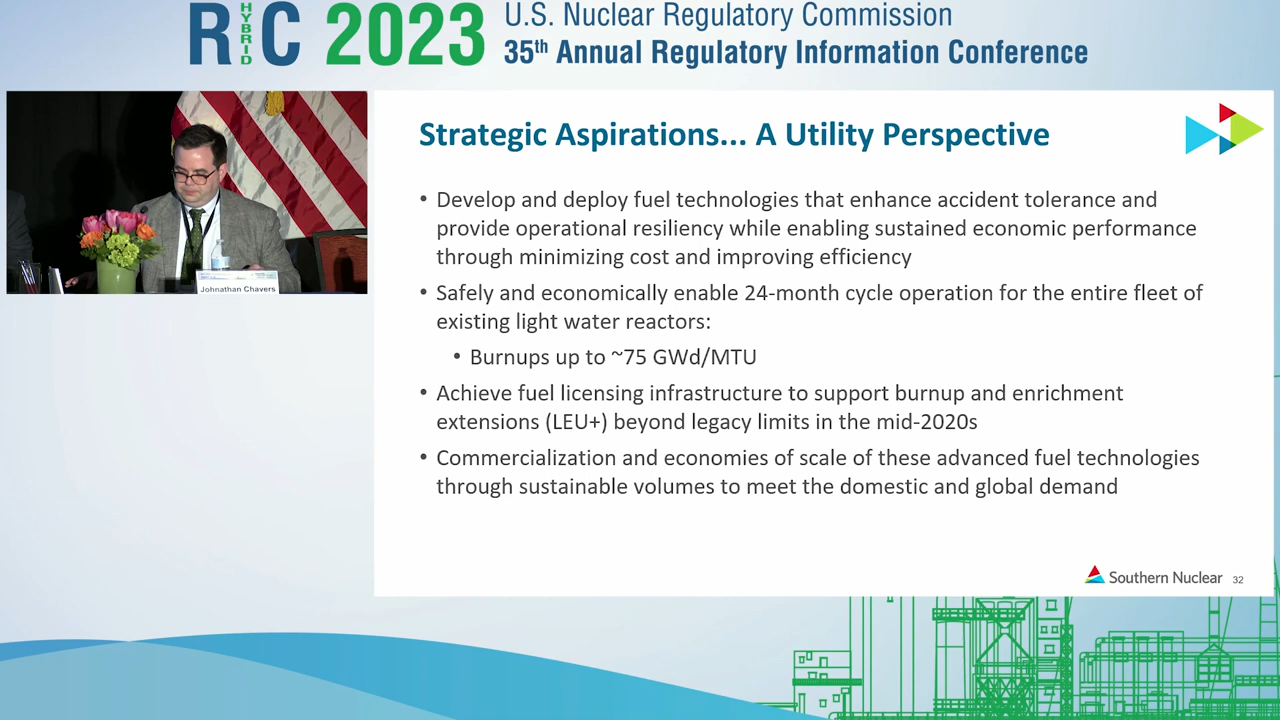 RIC HYBRID 2023
U.S. Nuclear Regulatory Commission
35th Annual Regulatory Information Conference
Johnathan Chavers
Strategic Aspirations... A Utility Perspective
• Develop and deploy fuel technologies that enhance accident tolerance and
provide operational resiliency while enabling sustained economic performance
through minimizing cost and improving efficiency
• Safely and economically enable 24-month cycle operation for the entire fleet of
existing light water reactors:
• Burnups up to ~75 GWd/MTU
• Achieve fuel licensing infrastructure to support burnup and enrichment
extensions (LEU+) beyond legacy limits in the mid-2020s
• Commercialization and economies of scale of these advanced fuel technologies
through sustainable volumes to meet the domestic and global demand
Southern Nuclear 32